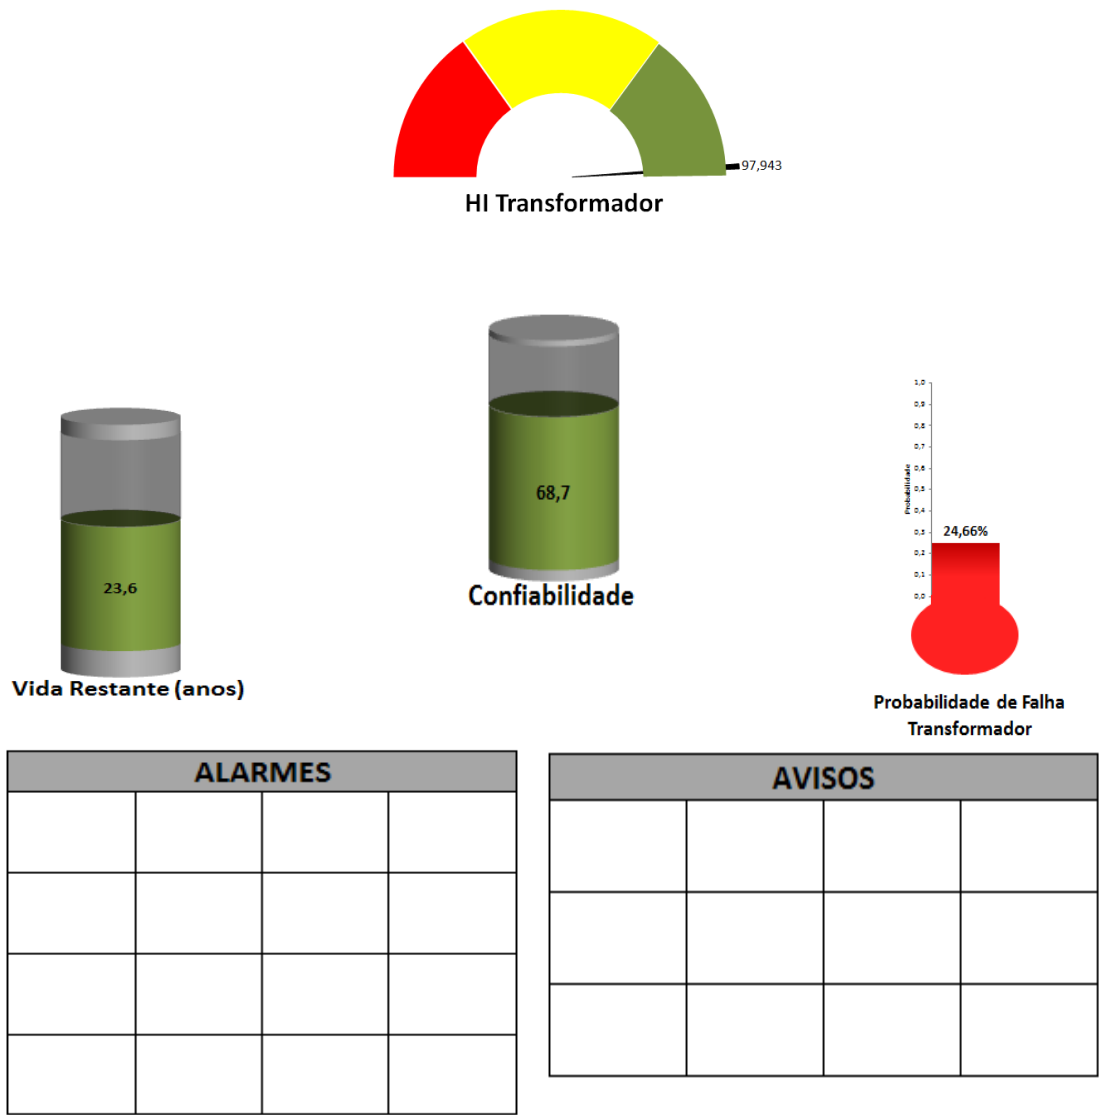 97,943
HI Transformador
68,7
Confiabilidade
23,6
Vida Restante (anos)
1,0
0,9
0,8
0,7
0,6
0,5
0,4
0,3
0,2
0,1
0,0
Probabilidade
24,66%
Probabilidade de Falha
Transformador
ALARMES
AVISOS